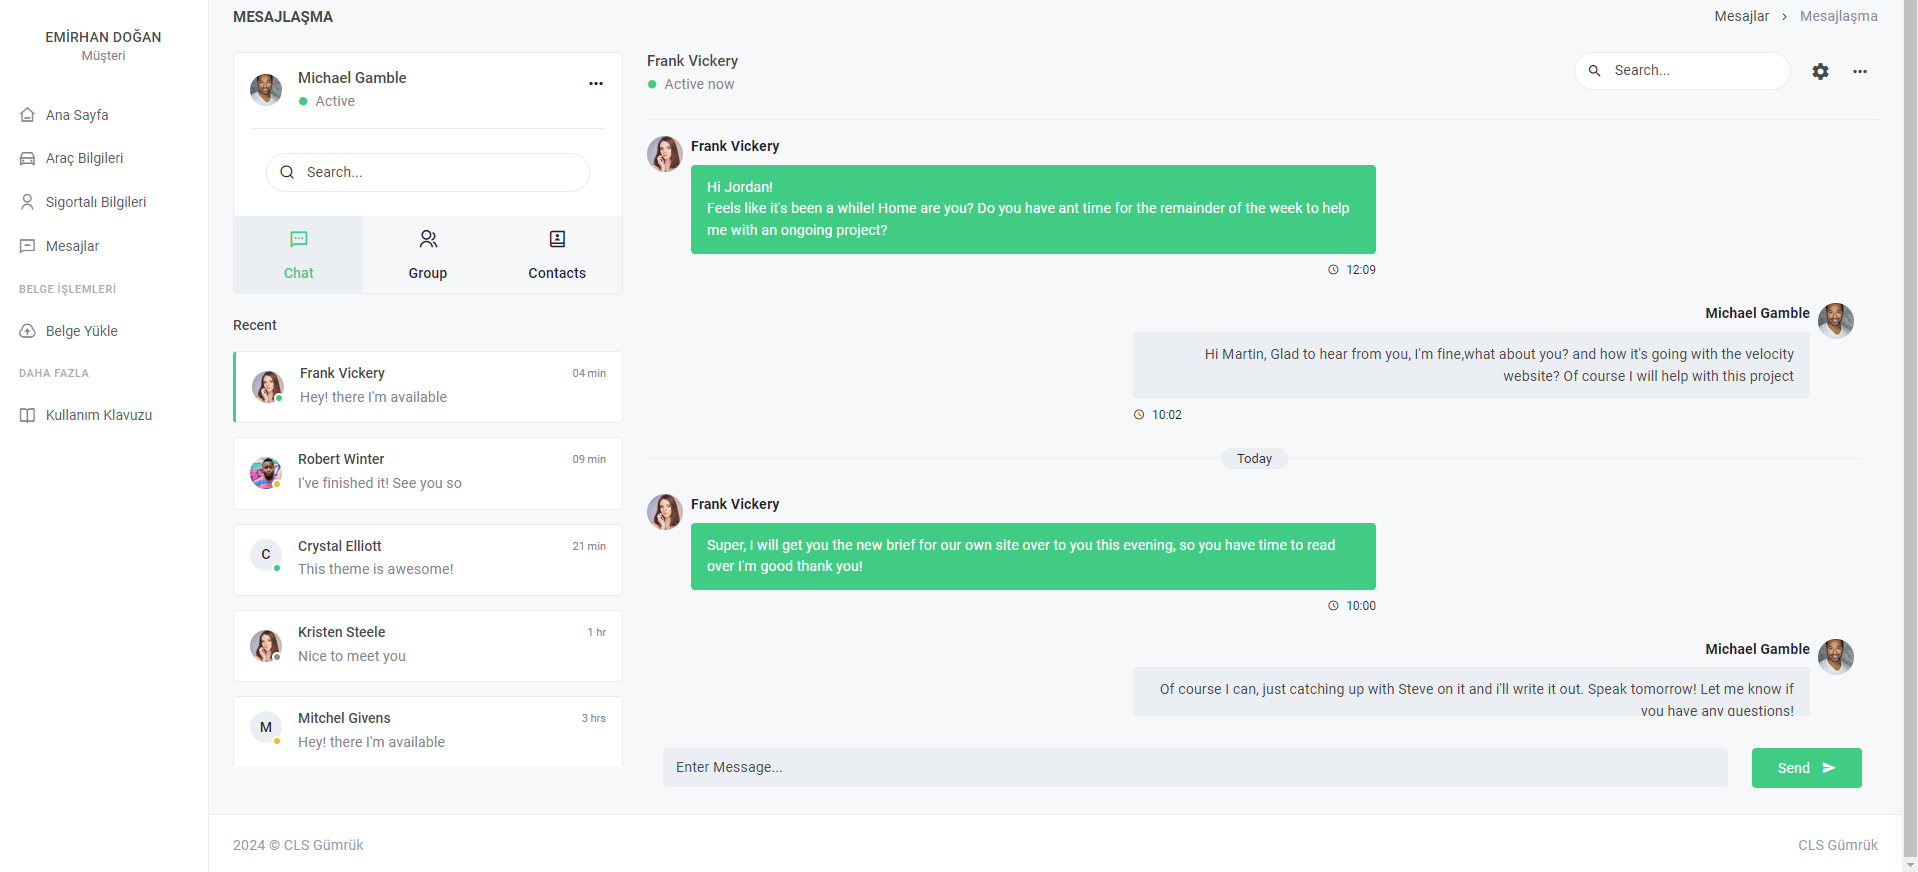 EMİRHAN DOĞAN
Müşteri
Ana Sayfa
Araç Bilgileri
Sigortalı Bilgileri
Mesajlar
BELGE İŞLEMLERİ
Belge Yükle
DAHA FAZLA
Kullanım Klavuzu
MESAJLAŞMA
Mesajlar > Mesajlaşma
Michael Gamble
Active
Search...
Chat
Group
Contacts
Recent
Frank Vickery
04 min
Hey! there I'm available
Robert Winter
09 min
I've finished it! See you so
C
Crystal Elliott
21 min
This theme is awesome!
Kristen Steele
1 hr
Nice to meet you
M
Mitchel Givens
3 hrs
Hey! there I'm available
Frank Vickery
Active now
Search...
Frank Vickery
Hi Jordan!
Feels like it's been a while! Home are you? Do you have ant time for the remainder of the week to help
me with an ongoing project?
12:09
Michael Gamble
Hi Martin, Glad to hear from you, I'm fine,what about you? and how it's going with the velocity
website? Of course I will help with this project
10:02
Today
Frank Vickery
Super, I will get you the new brief for our own site over to you this evening, so you have time to read
over I'm good thank you!
10:00
Michael Gamble
Of course I can, just catching up with Steve on it and i'll write it out. Speak tomorrow! Let me know if
you have any questions!
Enter Message...
Send
2024 © CLS Gümrük
CLS Gümrük